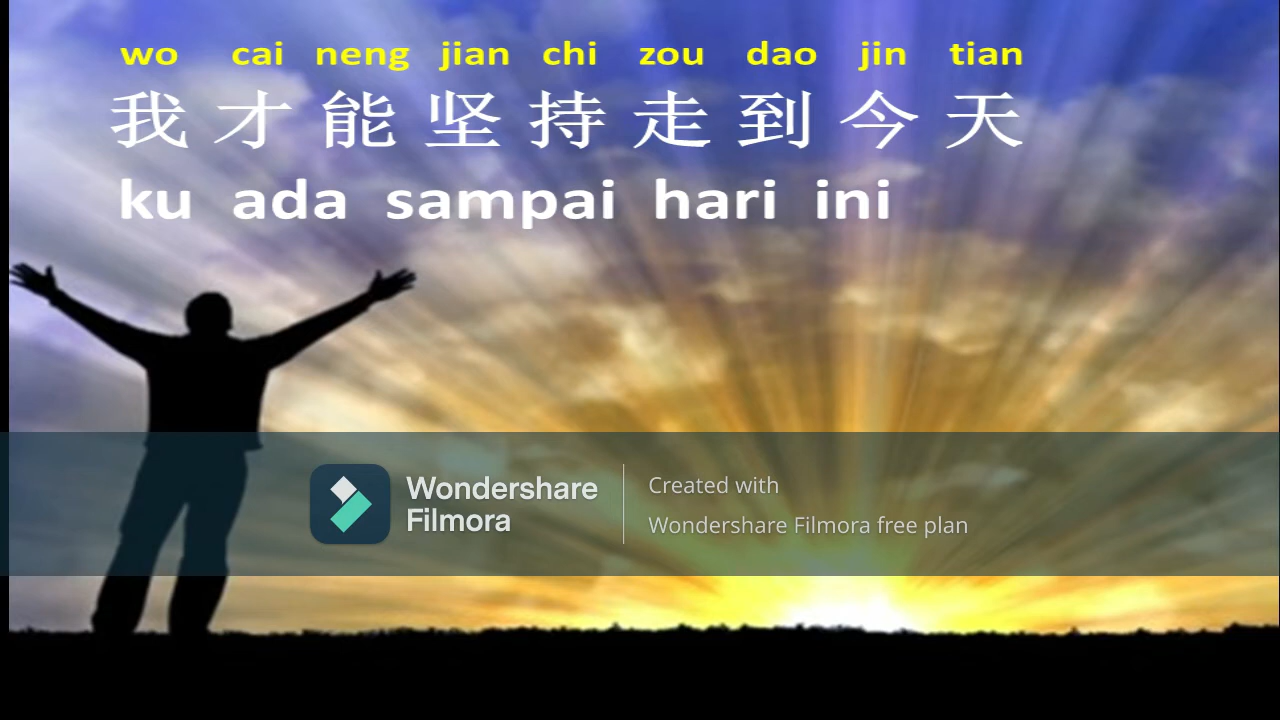 wo cai neng jian chi zou dao jin tian
我才能坚持走到今天
ku ada sampai hari ini
Wondershare
Filmora
Created with
Wondershare Filmora free plan